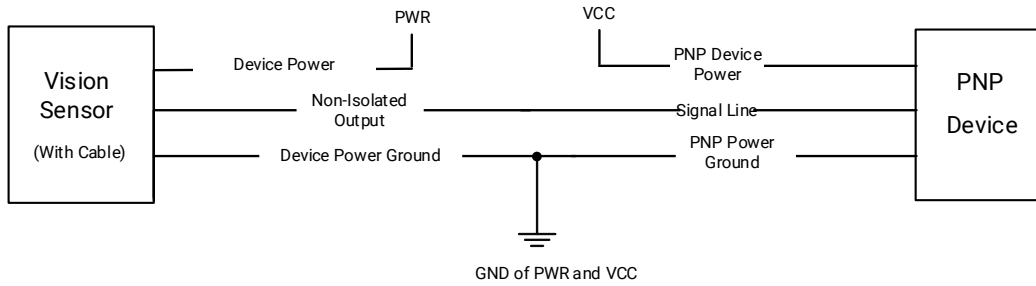 PWR
VCC
Vision
Sensor
(With Cable)
Device Power
PNP Device
Power
PNP
Device
Non-Isolated
Output
Signal Line
Device Power Ground
PNP Power
Ground
GND of PWR and VCC